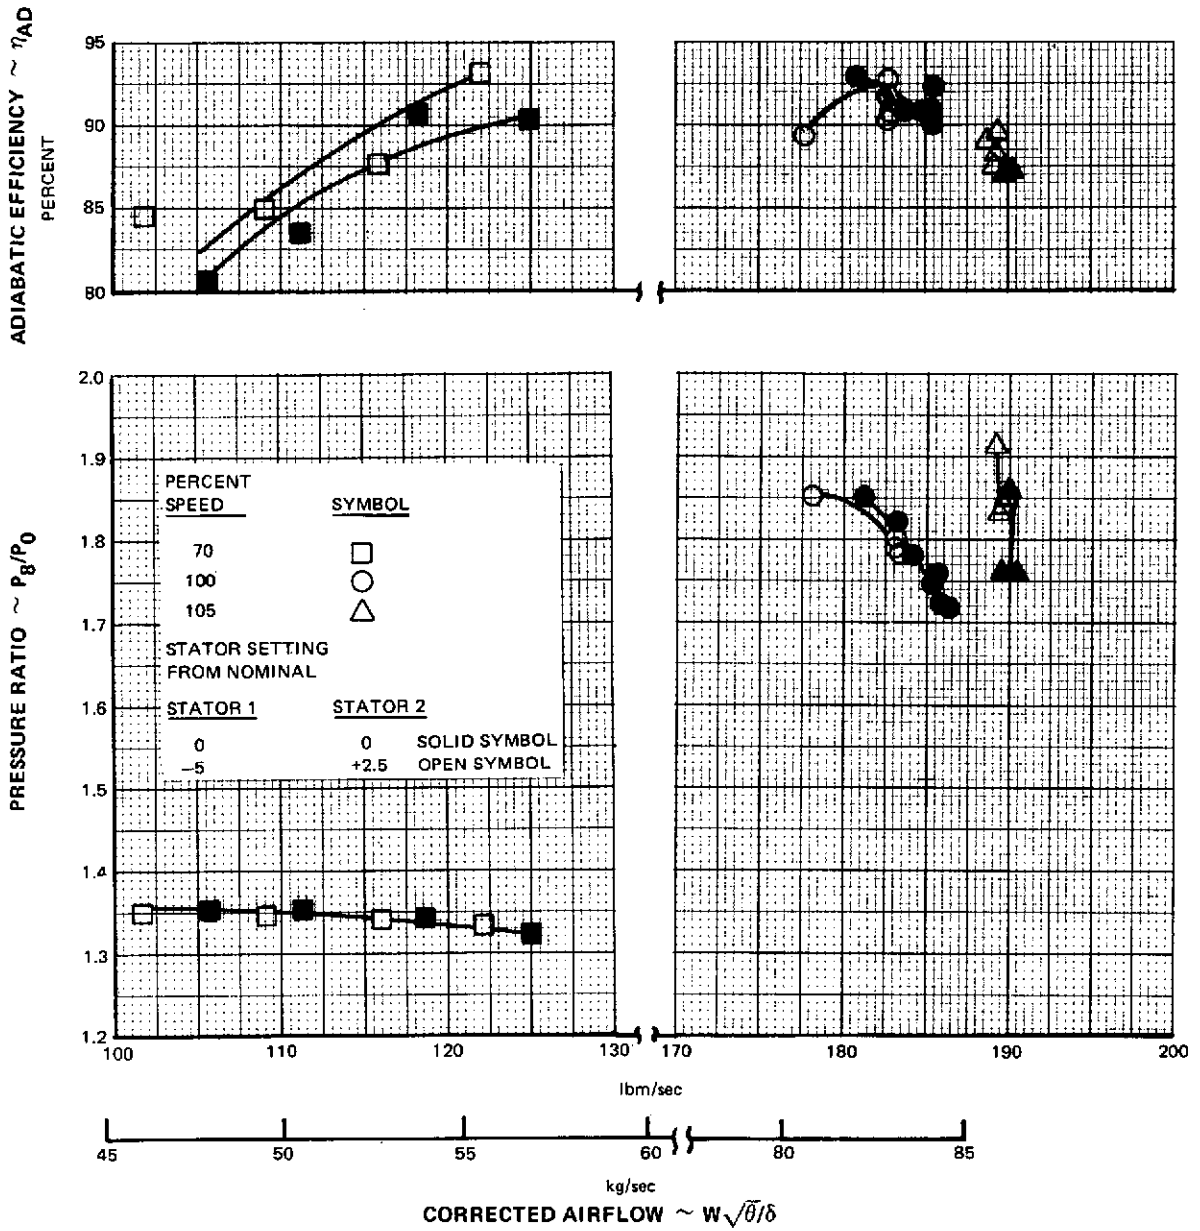 ADIABATIC EFFICIENCY ~ ηAD
PERCENT
95
90
85
80
PRESSURE RATIO ~ P8/P0
2.0
1.9
1.8
1.7
1.6
1.5
1.4
1.3
1.2
PERCENT
SPEED SYMBOL
70
100
105
STATOR SETTING
FROM NOMINAL
STATOR 1 STATOR 2
0 0 SOLID SYMBOL
−5 +2.5 OPEN SYMBOL
100 110 120 130 170 180 190 200
lbm/sec
45 50 55 60 80 85
kg/sec
CORRECTED AIRFLOW ~ W√θ/δ